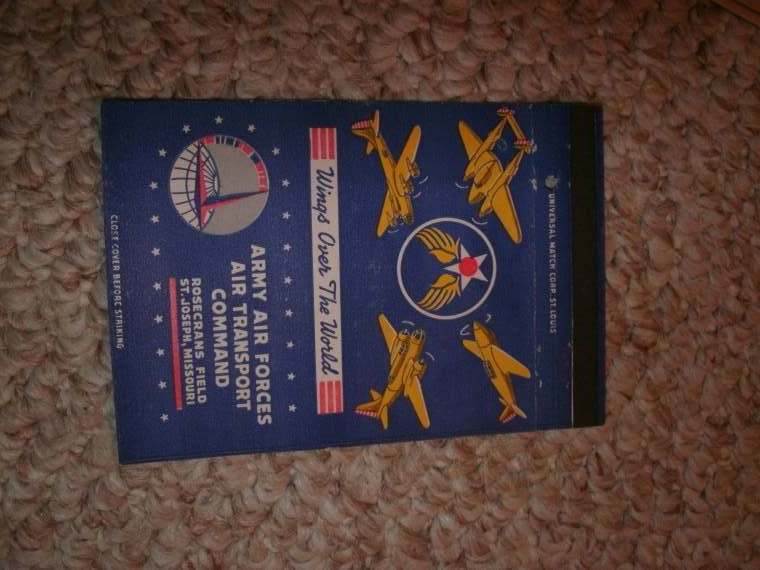 UNIVERSAL MATCH CORP. ST. LOUIS
Wings Over The World
ARMY AIR FORCES
AIR TRANSPORT
COMMAND
ROSECRANS FIELD
ST. JOSEPH, MISSOURI
CLOSE COVER BEFORE STRIKING